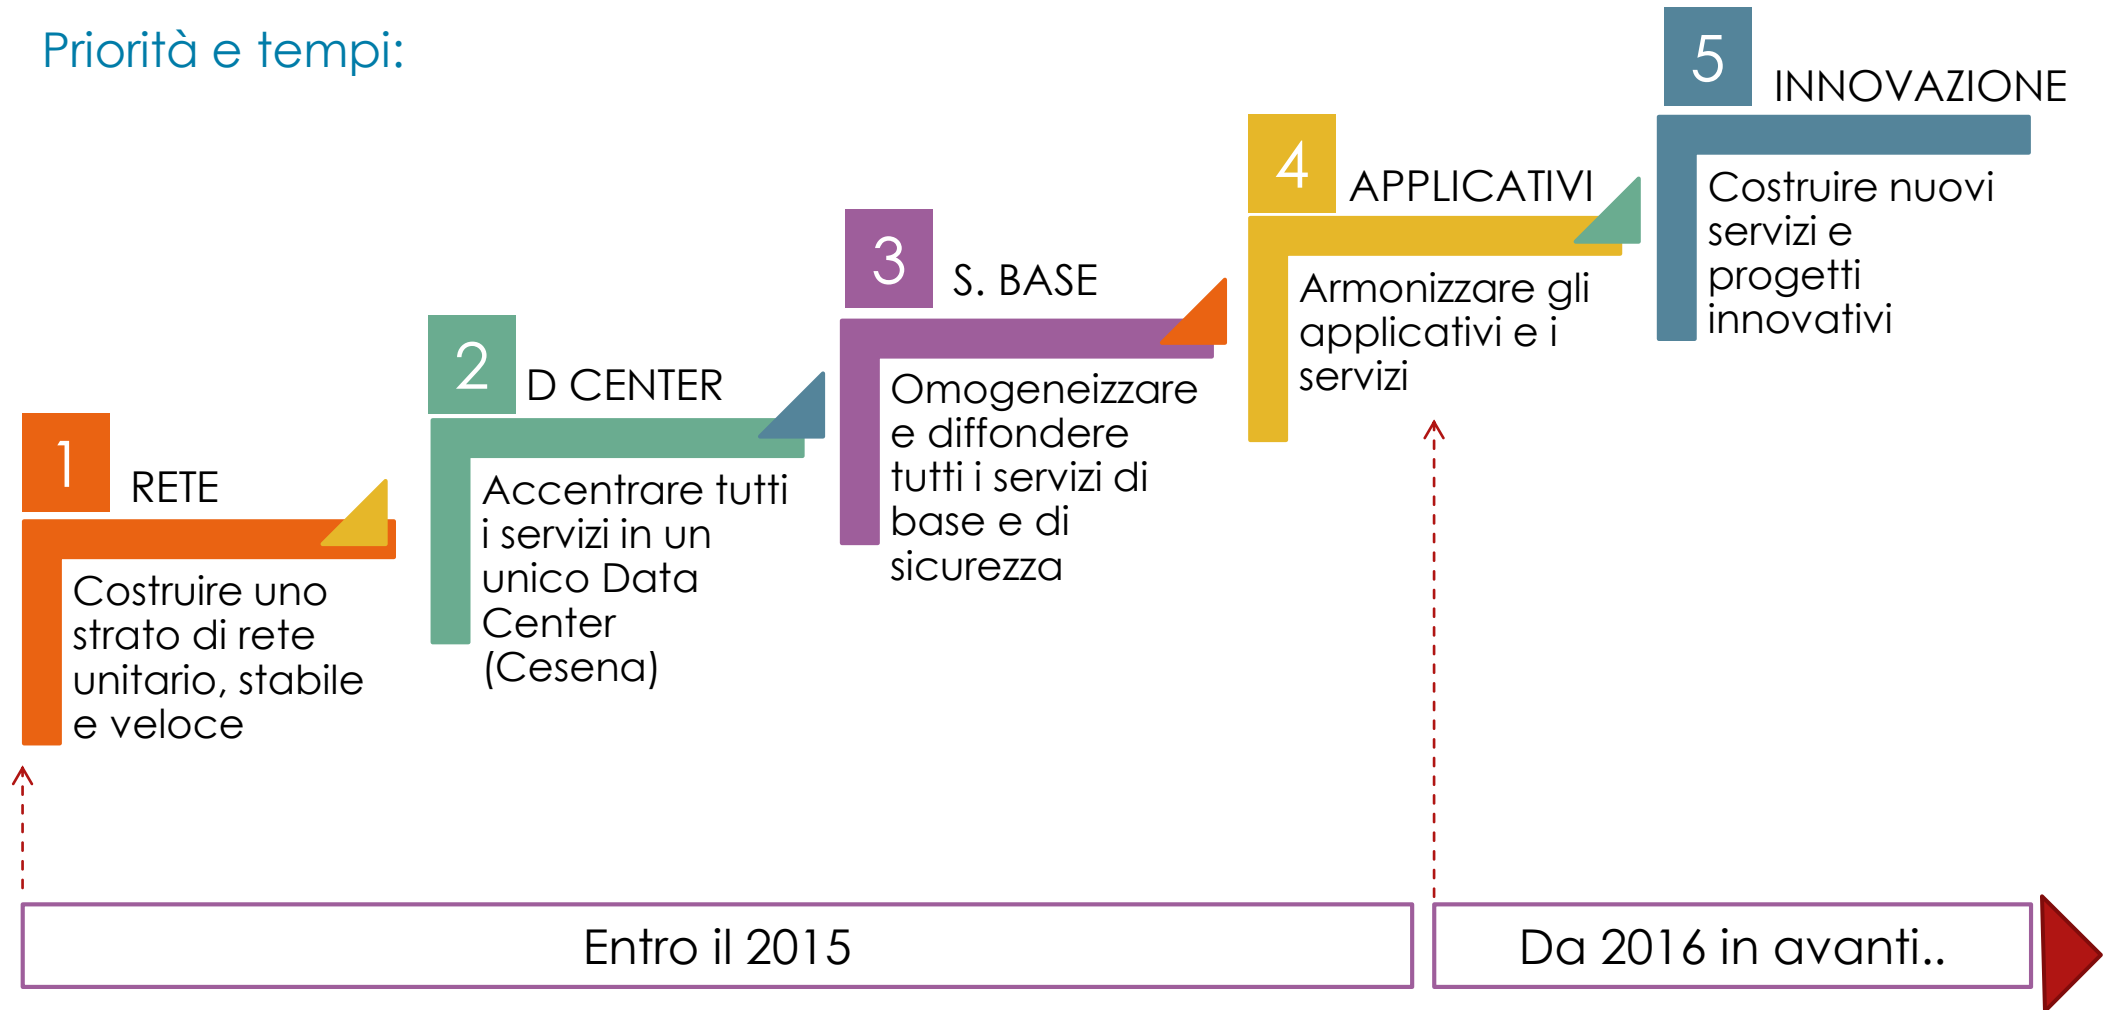 Priorità e tempi:
1
RETE
Costruire uno
strato di rete
unitario, stabile
e veloce
2
D CENTER
Accentrare tutti
i servizi in un
unico Data
Center
(Cesena)
3
S. BASE
Omogeneizzare
e diffondere
tutti i servizi di
base e di
sicurezza
4
APPLICATIVI
Armonizzare gli
applicativi e i
servizi
5
INNOVAZIONE
Costruire nuovi
servizi e
progetti
innovativi
Entro il 2015
Da 2016 in avanti..